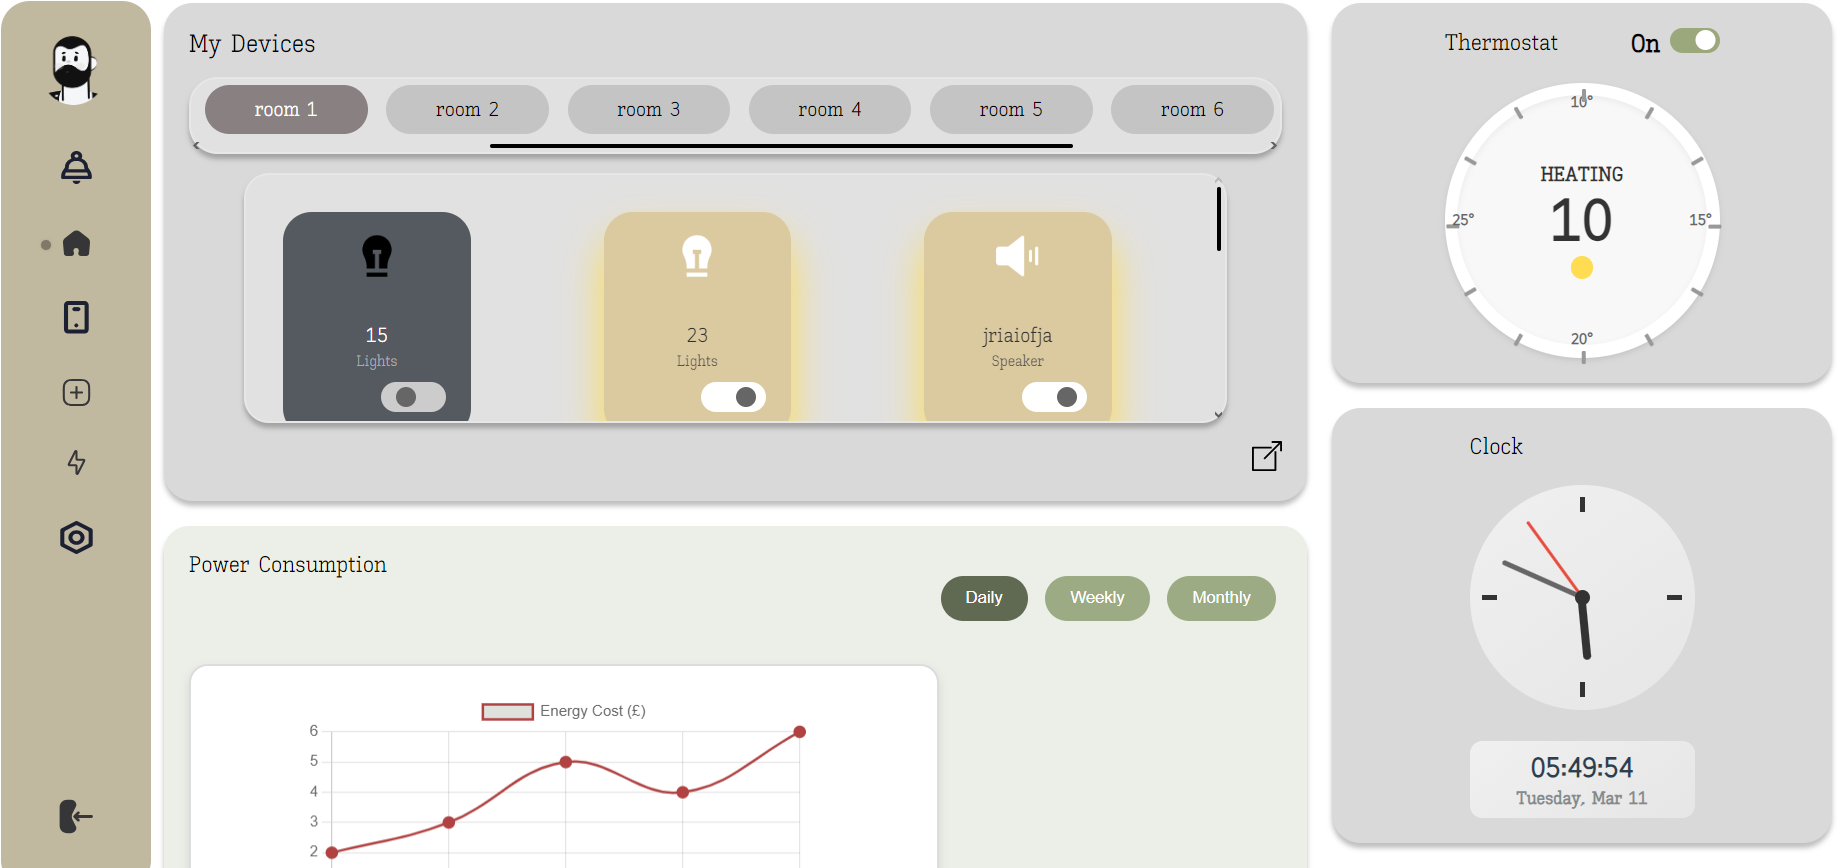 My Devices
room 1 room 2 room 3 room 4 room 5 room 6
15
Lights
23
Lights
jriaiofja
Speaker
Power Consumption
Daily Weekly Monthly
Energy Cost (£)
6
5
4
3
2
Thermostat On
10°
HEATING
10
25° 15°
20°
Clock
05:49:54
Tuesday, Mar 11